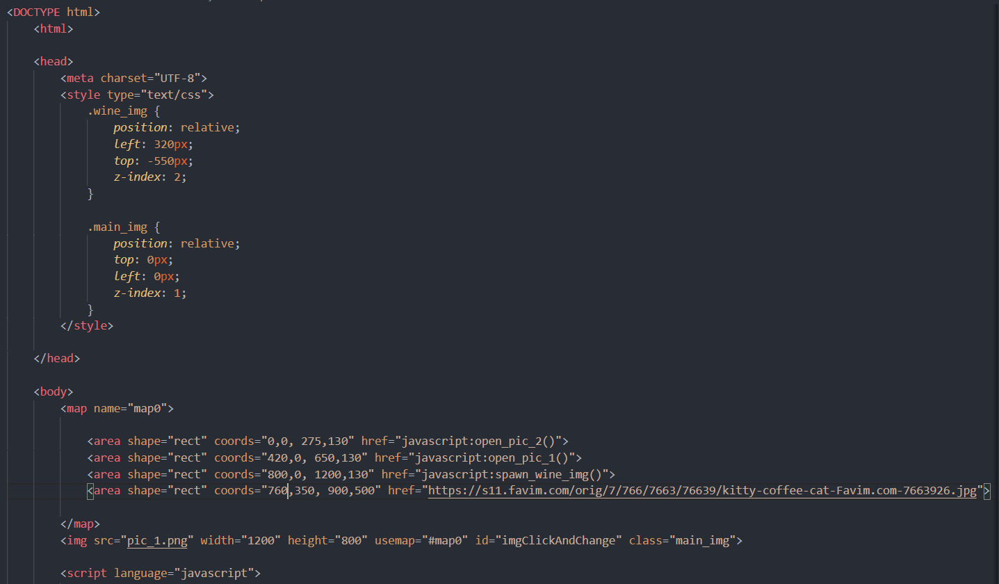 <DOCTYPE html>
<html>
<head>
<meta charset="UTF-8">
<style type="text/css">
.wine_img {
position: relative;
left: 320px;
top: -550px;
z-index: 2;
}
.main_img {
position: relative;
top: 0px;
left: 0px;
z-index: 1;
}
</style>
</head>
<body>
<map name="map0">
<area shape="rect" coords="0,0, 275,130" href="javascript:open_pic_2()">
<area shape="rect" coords="420,0, 650,130" href="javascript:open_pic_1()">
<area shape="rect" coords="800,0, 1200,130" href="javascript:spawn_wine_img()">
<area shape="rect" coords="760,350, 900,500" href="https://s11.favim.com/orig/7/766/7663/76639/kitty-coffee-cat-Favim.com-7663926.jpg">
</map>
<img src="pic_1.png" width="1200" height="800" usemap="#map0" id="imgClickAndChange" class="main_img">
<script language="javascript">